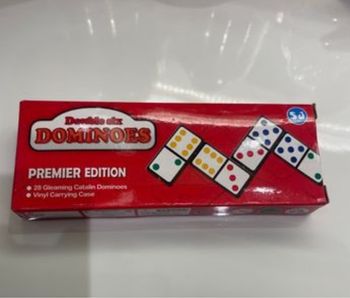 Double six
DOMINOES
PREMIER EDITION
28 Gleaming Catalin Dominoes
Vinyl Carrying Case